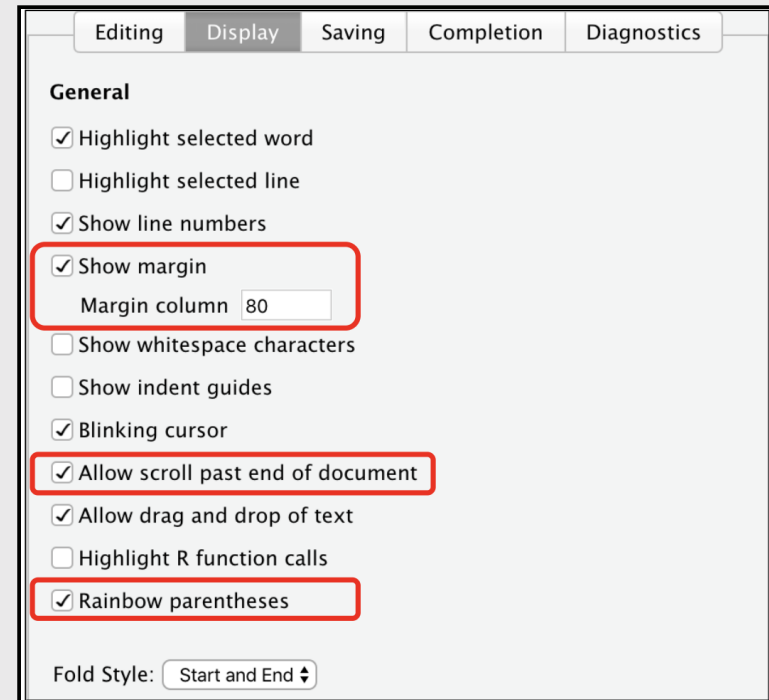 Editing Display Saving Completion Diagnostics
General
Highlight selected word
Highlight selected line
Show line numbers
Show margin
Margin column 80
Show whitespace characters
Show indent guides
Blinking cursor
Allow scroll past end of document
Allow drag and drop of text
Highlight R function calls
Rainbow parentheses
Fold Style: Start and End